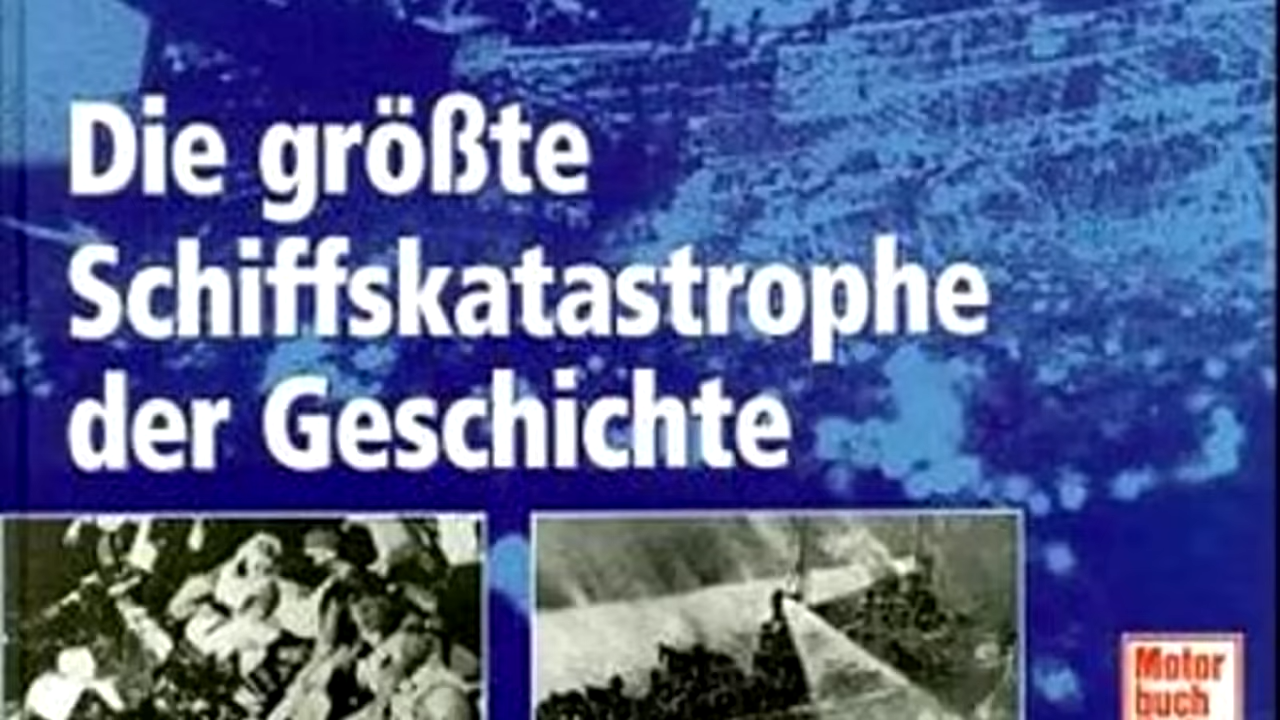 Die größte
Schiffskatastrophe
der Geschichte
Motor
buch